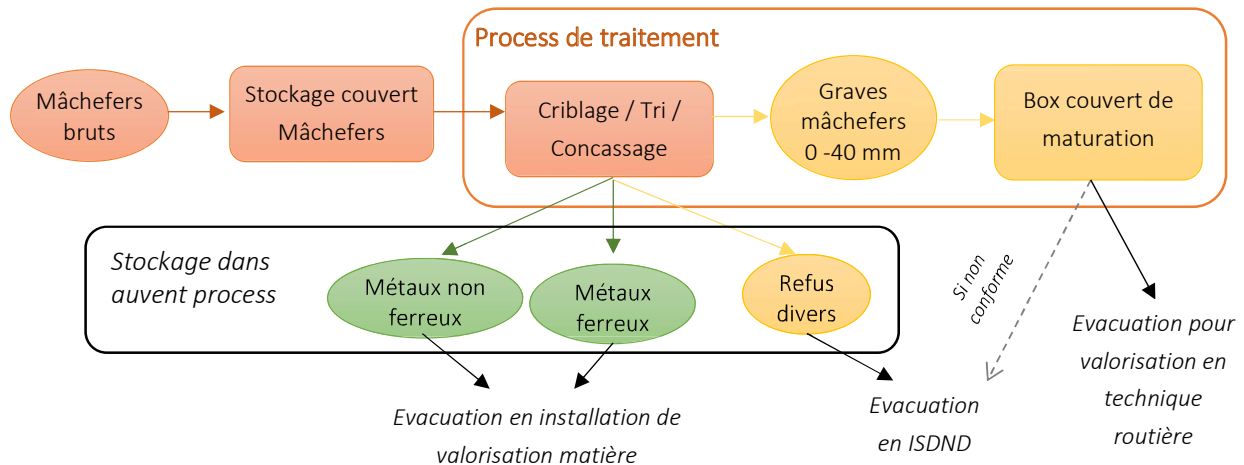 Process de traitement
Mâchefers
bruts
Stockage couvert
Mâchefers
Criblage / Tri /
Concassage
Graves
mâchefers
0 -40 mm
Box couvert de
maturation
Stockage dans
auvent process
Métaux non
ferreux
Métaux
ferreux
Refus
divers
Si non
conforme
Evacuation en installation de
valorisation matière
Evacuation
en ISDND
Evacuation pour
valorisation en
technique
routière